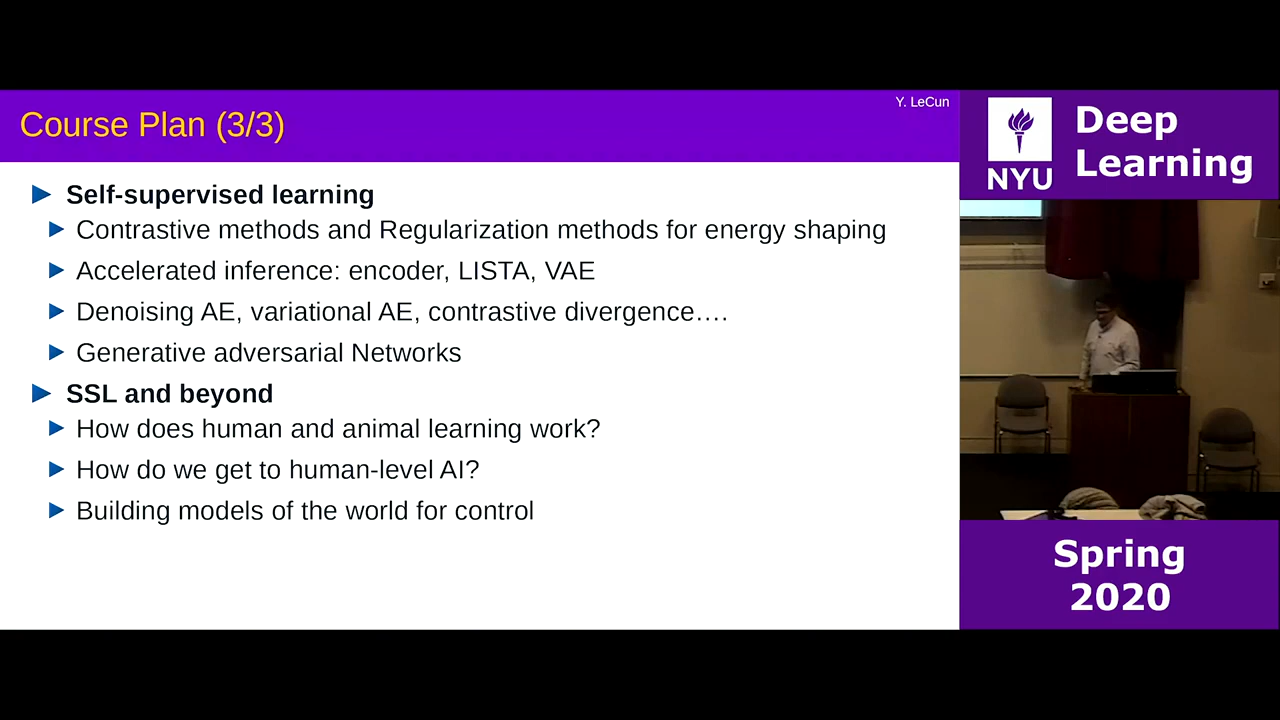 Y. LeCun
Course Plan (3/3)
Self-supervised learning
Contrastive methods and Regularization methods for energy shaping
Accelerated inference: encoder, LISTA, VAE
Denoising AE, variational AE, contrastive divergence….
Generative adversarial Networks
SSL and beyond
How does human and animal learning work?
How do we get to human-level AI?
Building models of the world for control
NYU
Deep
Learning
Spring
2020